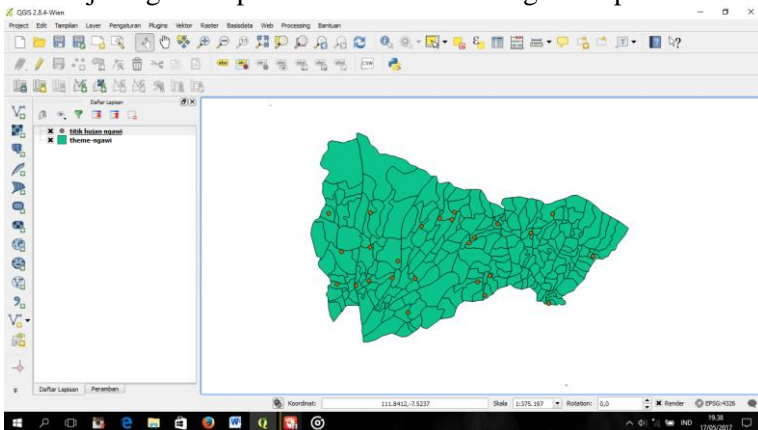 QGIS 2.8.4-Wien
Project Edit Tampilan Layer Pengaturan Plugins Vektor Raster Basisdata Web Processing Bantuan
CSW
Daftar Lapisan
titik hujan ngawi
theme-ngawi
Daftar Lapisan Peramban
Koordinat: 111.8412,-7.5237 Skala 1:375.197 Rotation: 0,0 Render EPSG:4326
IND 19.38
17/05/2017